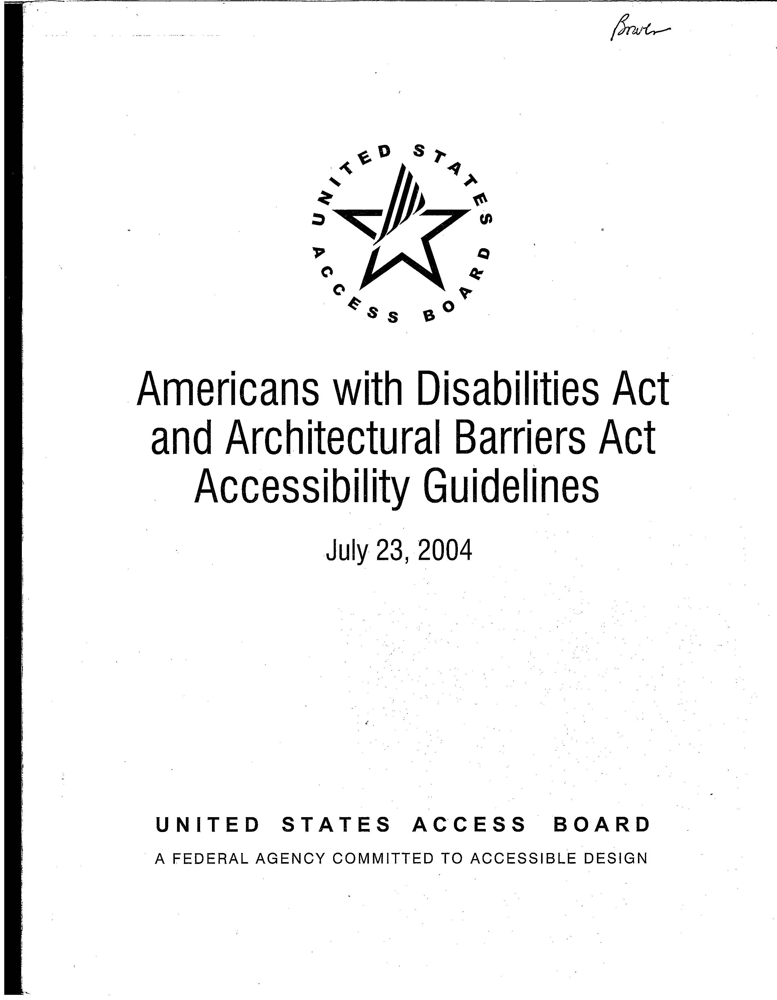 UNITED STATES
ACCESS BOARD
Americans with Disabilities Act
and Architectural Barriers Act
Accessibility Guidelines
July 23, 2004
UNITED STATES ACCESS BOARD
A FEDERAL AGENCY COMMITTED TO ACCESSIBLE DESIGN